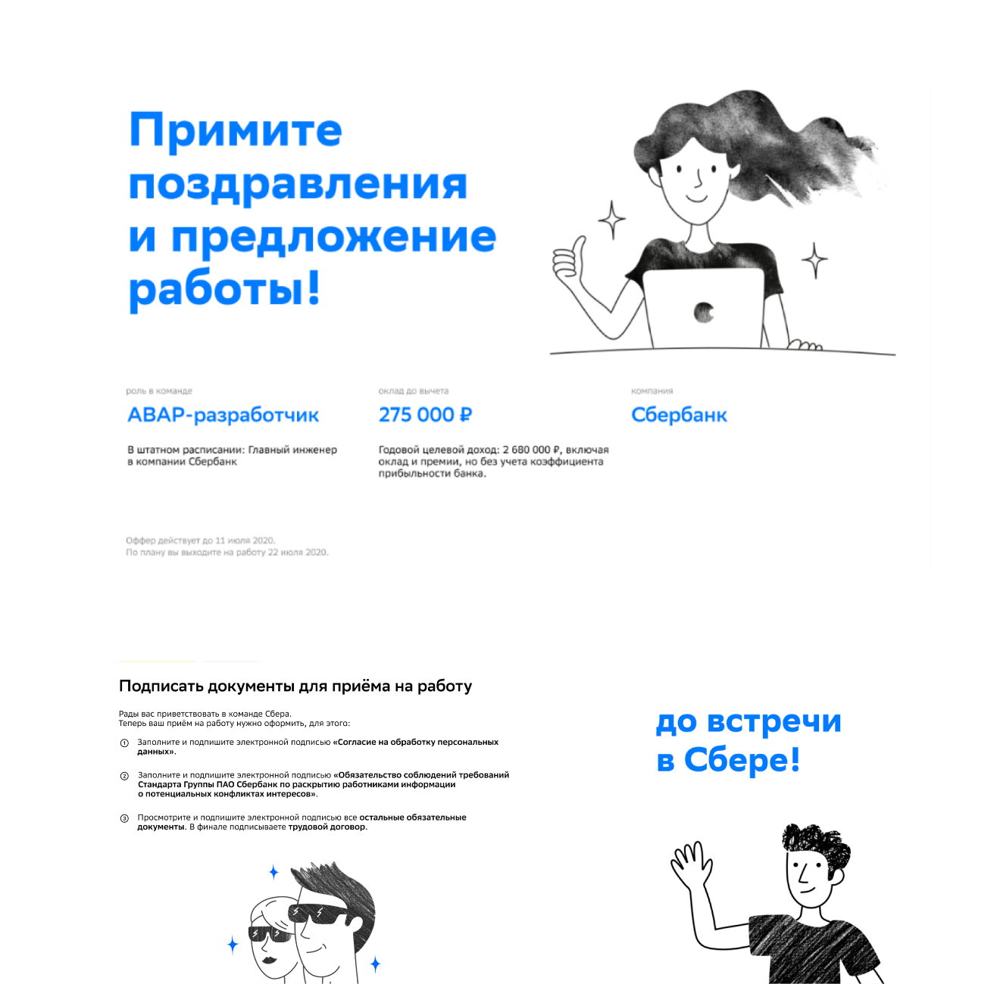 Примите
поздравления
и предложение
работы!
роль в команде
ABAP-разработчик
В штатном расписании: Главный инженер
в компании Сбербанк
оклад до вычета
275 000 ₽
Годовой целевой доход: 2 680 000 ₽, включая
оклад и премии, но без учета коэффициента
прибыльности банка.
компания
Сбербанк
Оффер действует до 11 июля 2020.
По плану вы выходите на работу 22 июля 2020.
Подписать документы для приёма на работу
Рады вас приветствовать в команде Сбера.
Теперь ваш приём на работу нужно оформить, для этого:
1 Заполните и подпишите электронной подписью «Согласие на обработку персональных
данных».
2 Заполните и подпишите электронной подписью «Обязательство соблюдений требований
Стандарта Группы ПАО Сбербанк по раскрытию работниками информации
о потенциальных конфликтах интересов».
3 Просмотрите и подпишите электронной подписью все остальные обязательные
документы. В финале подписываете трудовой договор.
до встречи
в Сбере!